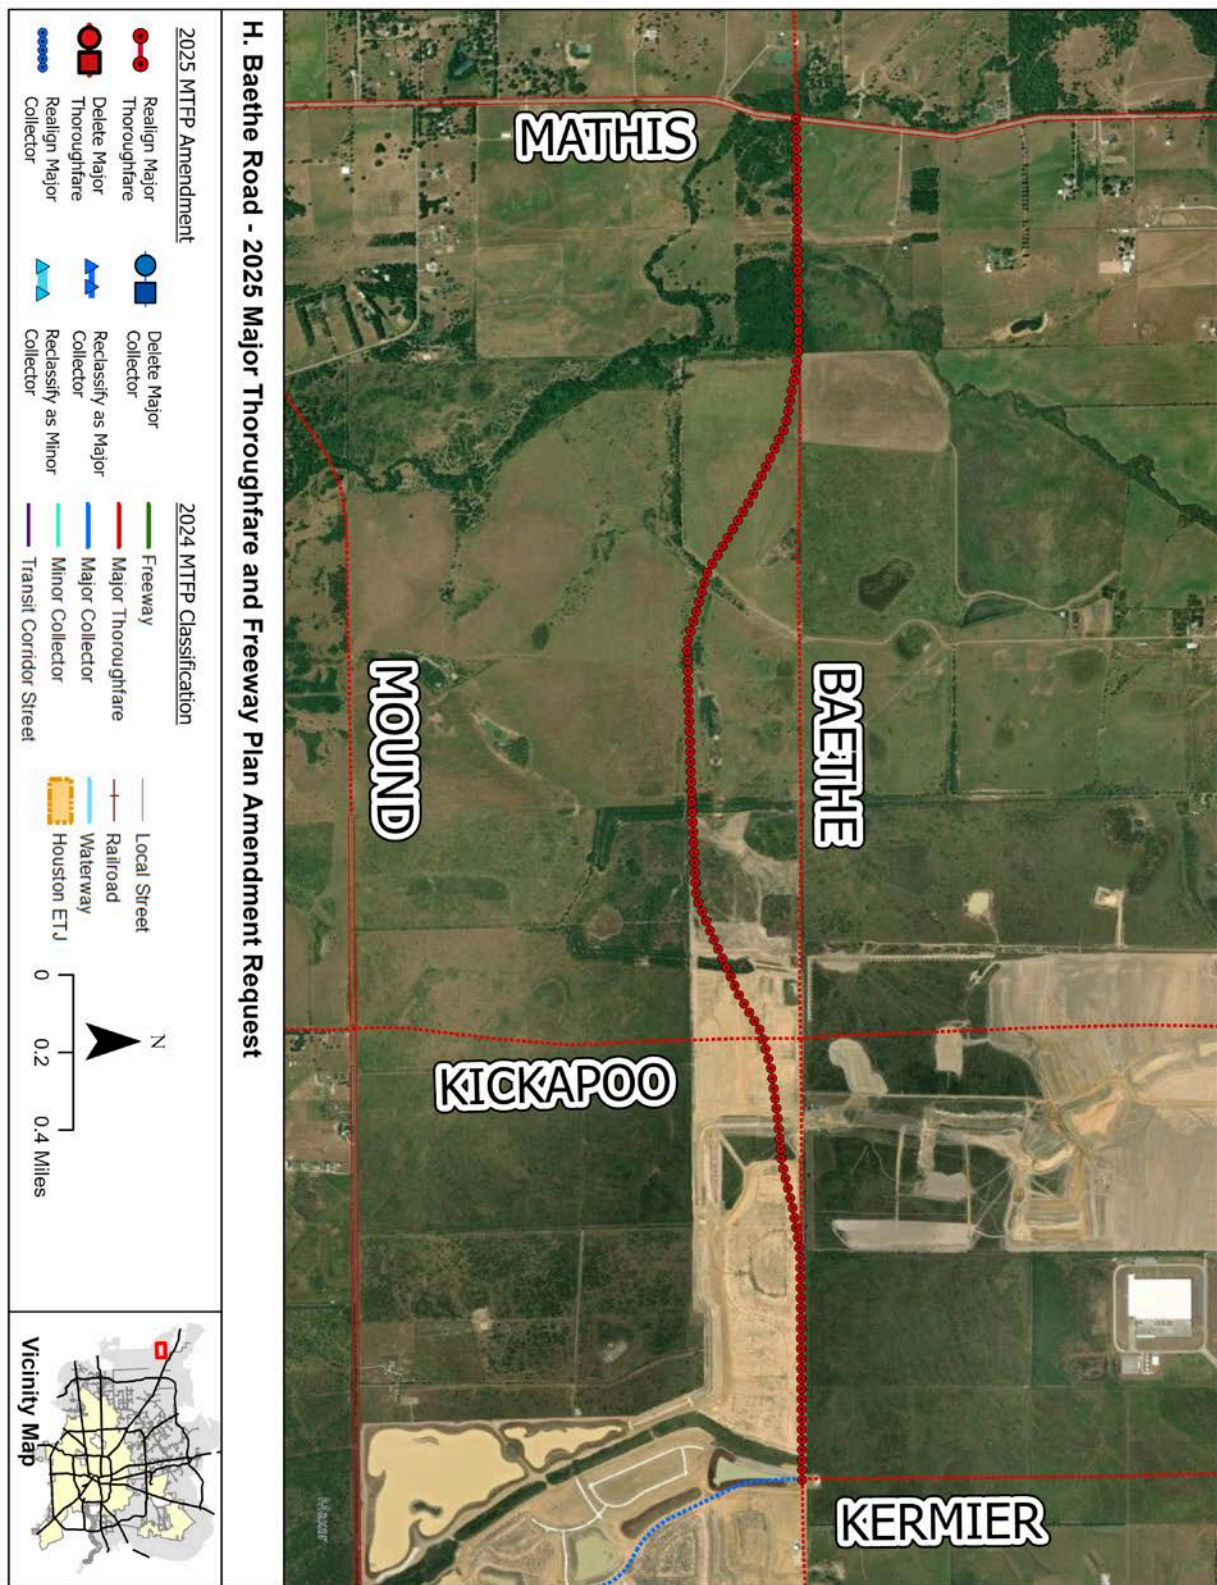 MATHIS
BAETHE
MOUND
KICKAPOO
KERMIER
Maxar
H. Baethe Road - 2025 Major Thoroughfare and Freeway Plan Amendment Request
2025 MTFP Amendment
Realign Major
Thoroughfare
Delete Major
Thoroughfare
Realign Major
Collector
Delete Major
Collector
Reclassify as Major
Collector
Reclassify as Minor
Collector
2024 MTFP Classification
Freeway
Major Thoroughfare
Major Collector
Minor Collector
Transit Corridor Street
Local Street
Railroad
Waterway
Houston ETJ
N
0 0.2 0.4 Miles
Vicinity Map